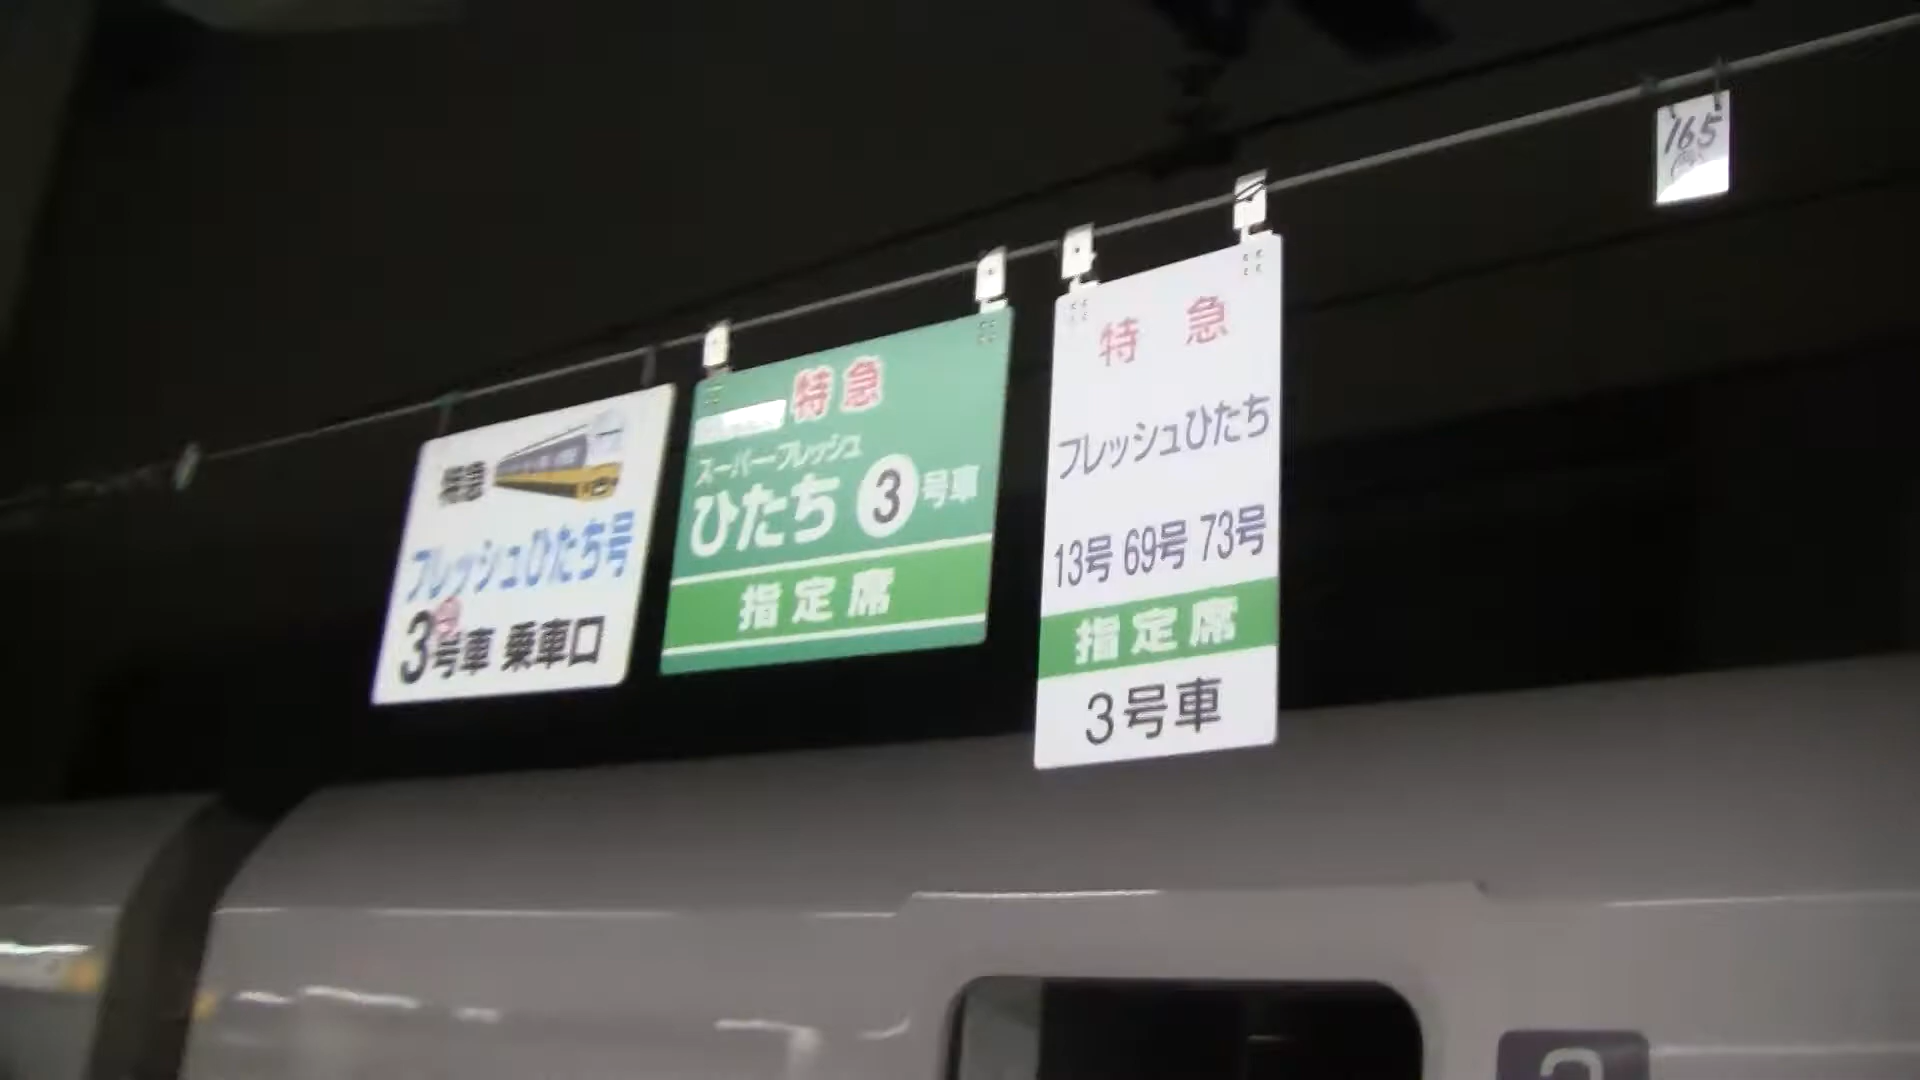 特急
フレッシュひたち号
3号車 乗車口
特急
スーパー・フレッシュ
ひたち 3 号車
指定席
特急
フレッシュひたち
13号 69号 73号
指定席
3号車
165